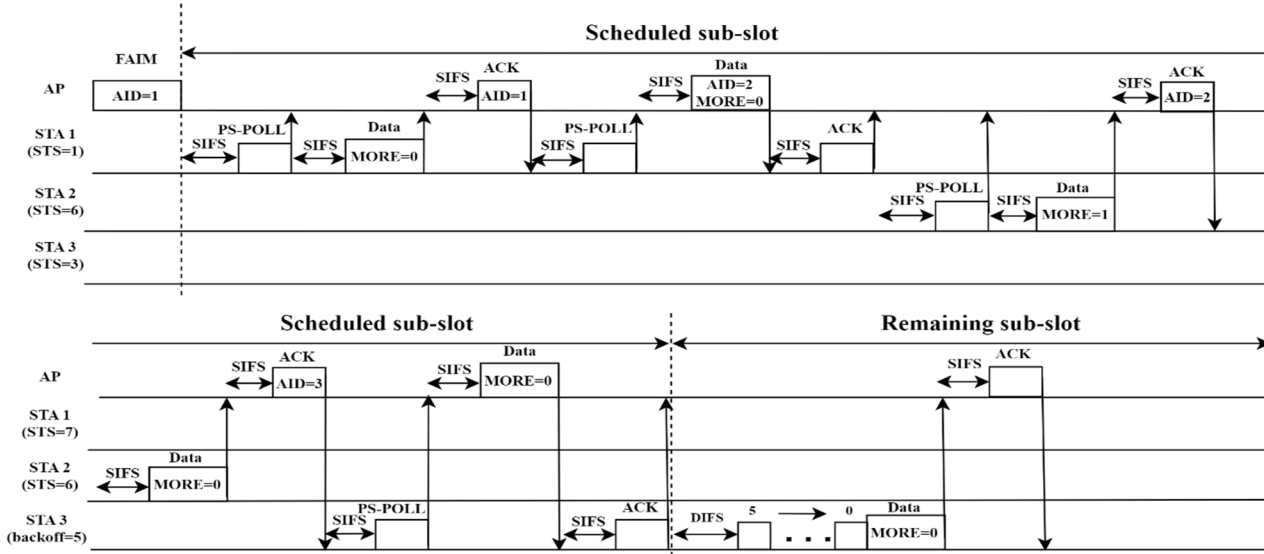 Scheduled sub-slot
FAIM
AP
AID=1
SIFS
ACK
AID=1
SIFS
Data
AID=2
MORE=0
SIFS
ACK
AID=2
STA 1
(STS=1)
SIFS
PS-POLL
SIFS
Data
MORE=0
SIFS
PS-POLL
SIFS
ACK
STA 2
(STS=6)
SIFS
PS-POLL
SIFS
Data
MORE=1
STA 3
(STS=3)
Scheduled sub-slot
Remaining sub-slot
AP
SIFS
ACK
AID=3
SIFS
Data
MORE=0
SIFS
ACK
STA 1
(STS=7)
STA 2
(STS=6)
SIFS
Data
MORE=0
STA 3
(backoff=5)
SIFS
PS-POLL
SIFS
ACK
DIFS
5
0
Data
MORE=0